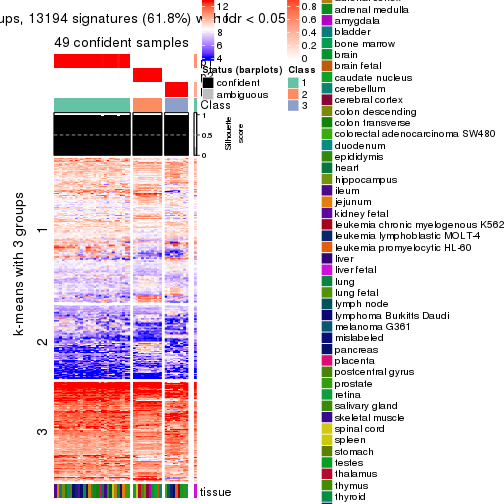 ups, 13194 signatures (61.8%) with fdr < 0.05
49 confident samples
12
8
6
4
0.8
0.6
0.4
0.2
0
Status (barplots)
confident
ambiguous
Class
1
2
3
Class
1
0.5
0
Silhouette
score
k-means with 3 groups
1
2
3
tissue
adrenal medulla
amygdala
bladder
bone marrow
brain
brain fetal
caudate nucleus
cerebellum
cerebral cortex
colon descending
colon transverse
colorectal adenocarcinoma SW480
duodenum
epididymis
heart
hippocampus
ileum
jejunum
kidney fetal
leukemia chronic myelogenous K562
leukemia lymphoblastic MOLT-4
leukemia promyelocytic HL-60
liver
liver fetal
lung
lung fetal
lymph node
lymphoma Burkitts Daudi
melanoma G361
mislabeled
pancreas
placenta
postcentral gyrus
prostate
retina
salivary gland
skeletal muscle
spinal cord
spleen
stomach
testes
thalamus
thymus
thyroid